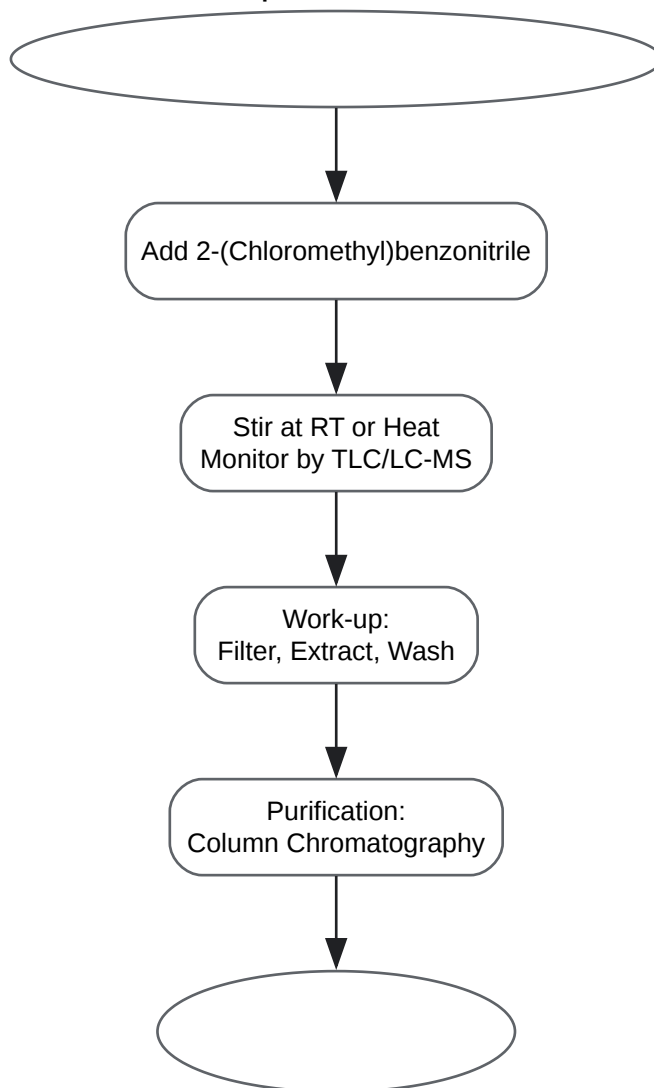 Add 2-(Chloromethyl)benzonitrile
Stir at RT or Heat
Monitor by TLC/LC-MS
Work-up:
Filter, Extract, Wash
Purification:
Column Chromatography